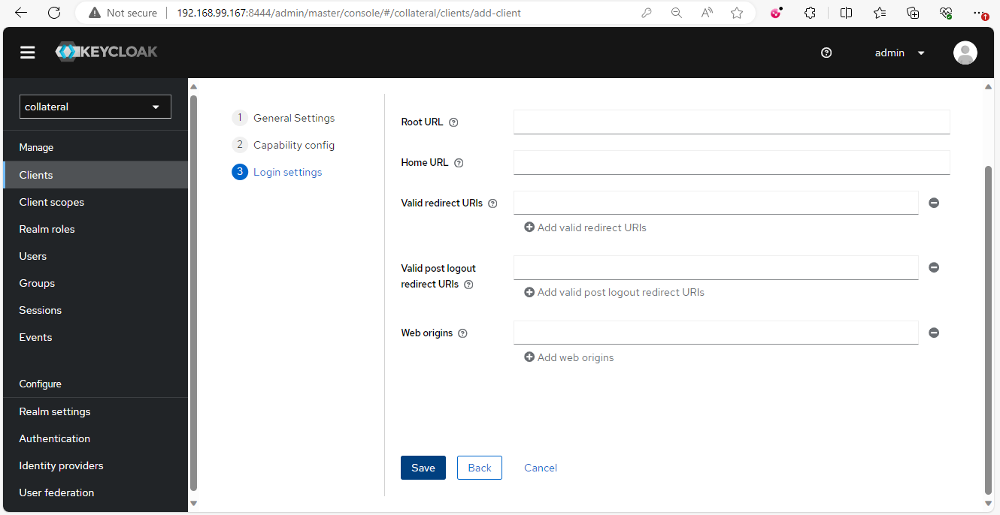 Not secure
192.168.99.167:8444/admin/master/console/#/collateral/clients/add-client
KEYCLOAK
admin
collateral
Manage
Clients
Client scopes
Realm roles
Users
Groups
Sessions
Events
Configure
Realm settings
Authentication
Identity providers
User federation
1 General Settings
2 Capability config
3 Login settings
Root URL
Home URL
Valid redirect URIs
Add valid redirect URIs
Valid post logout
redirect URIs
Add valid post logout redirect URIs
Web origins
Add web origins
Save
Back
Cancel